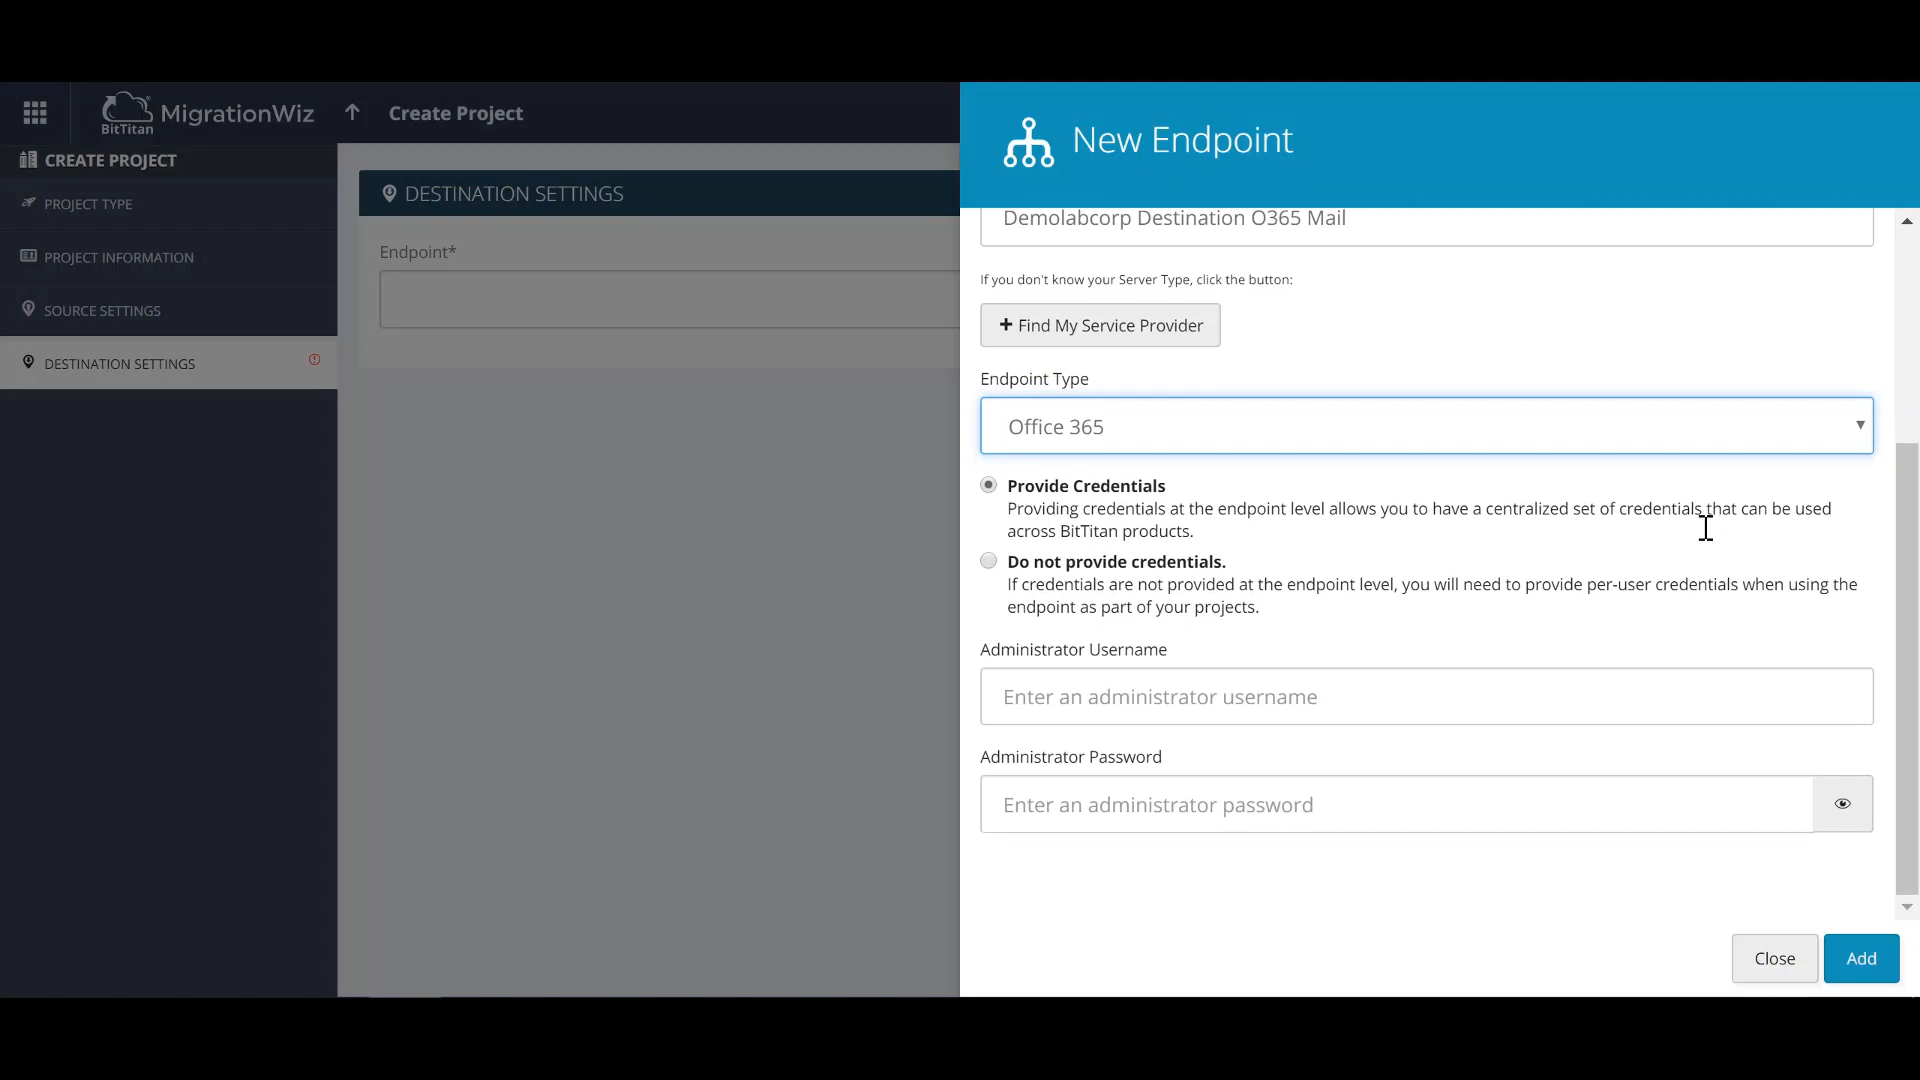 BitTitan MigrationWiz Create Project
CREATE PROJECT
PROJECT TYPE
PROJECT INFORMATION
SOURCE SETTINGS
DESTINATION SETTINGS
DESTINATION SETTINGS
Endpoint*
New Endpoint
Demolabcorp Destination O365 Mail
If you don't know your Server Type, click the button:
+ Find My Service Provider
Endpoint Type
Office 365
Provide Credentials
Providing credentials at the endpoint level allows you to have a centralized set of credentials that can be used
across BitTitan products.
Do not provide credentials.
If credentials are not provided at the endpoint level, you will need to provide per-user credentials when using the
endpoint as part of your projects.
Administrator Username
Enter an administrator username
Administrator Password
Enter an administrator password
Close Add